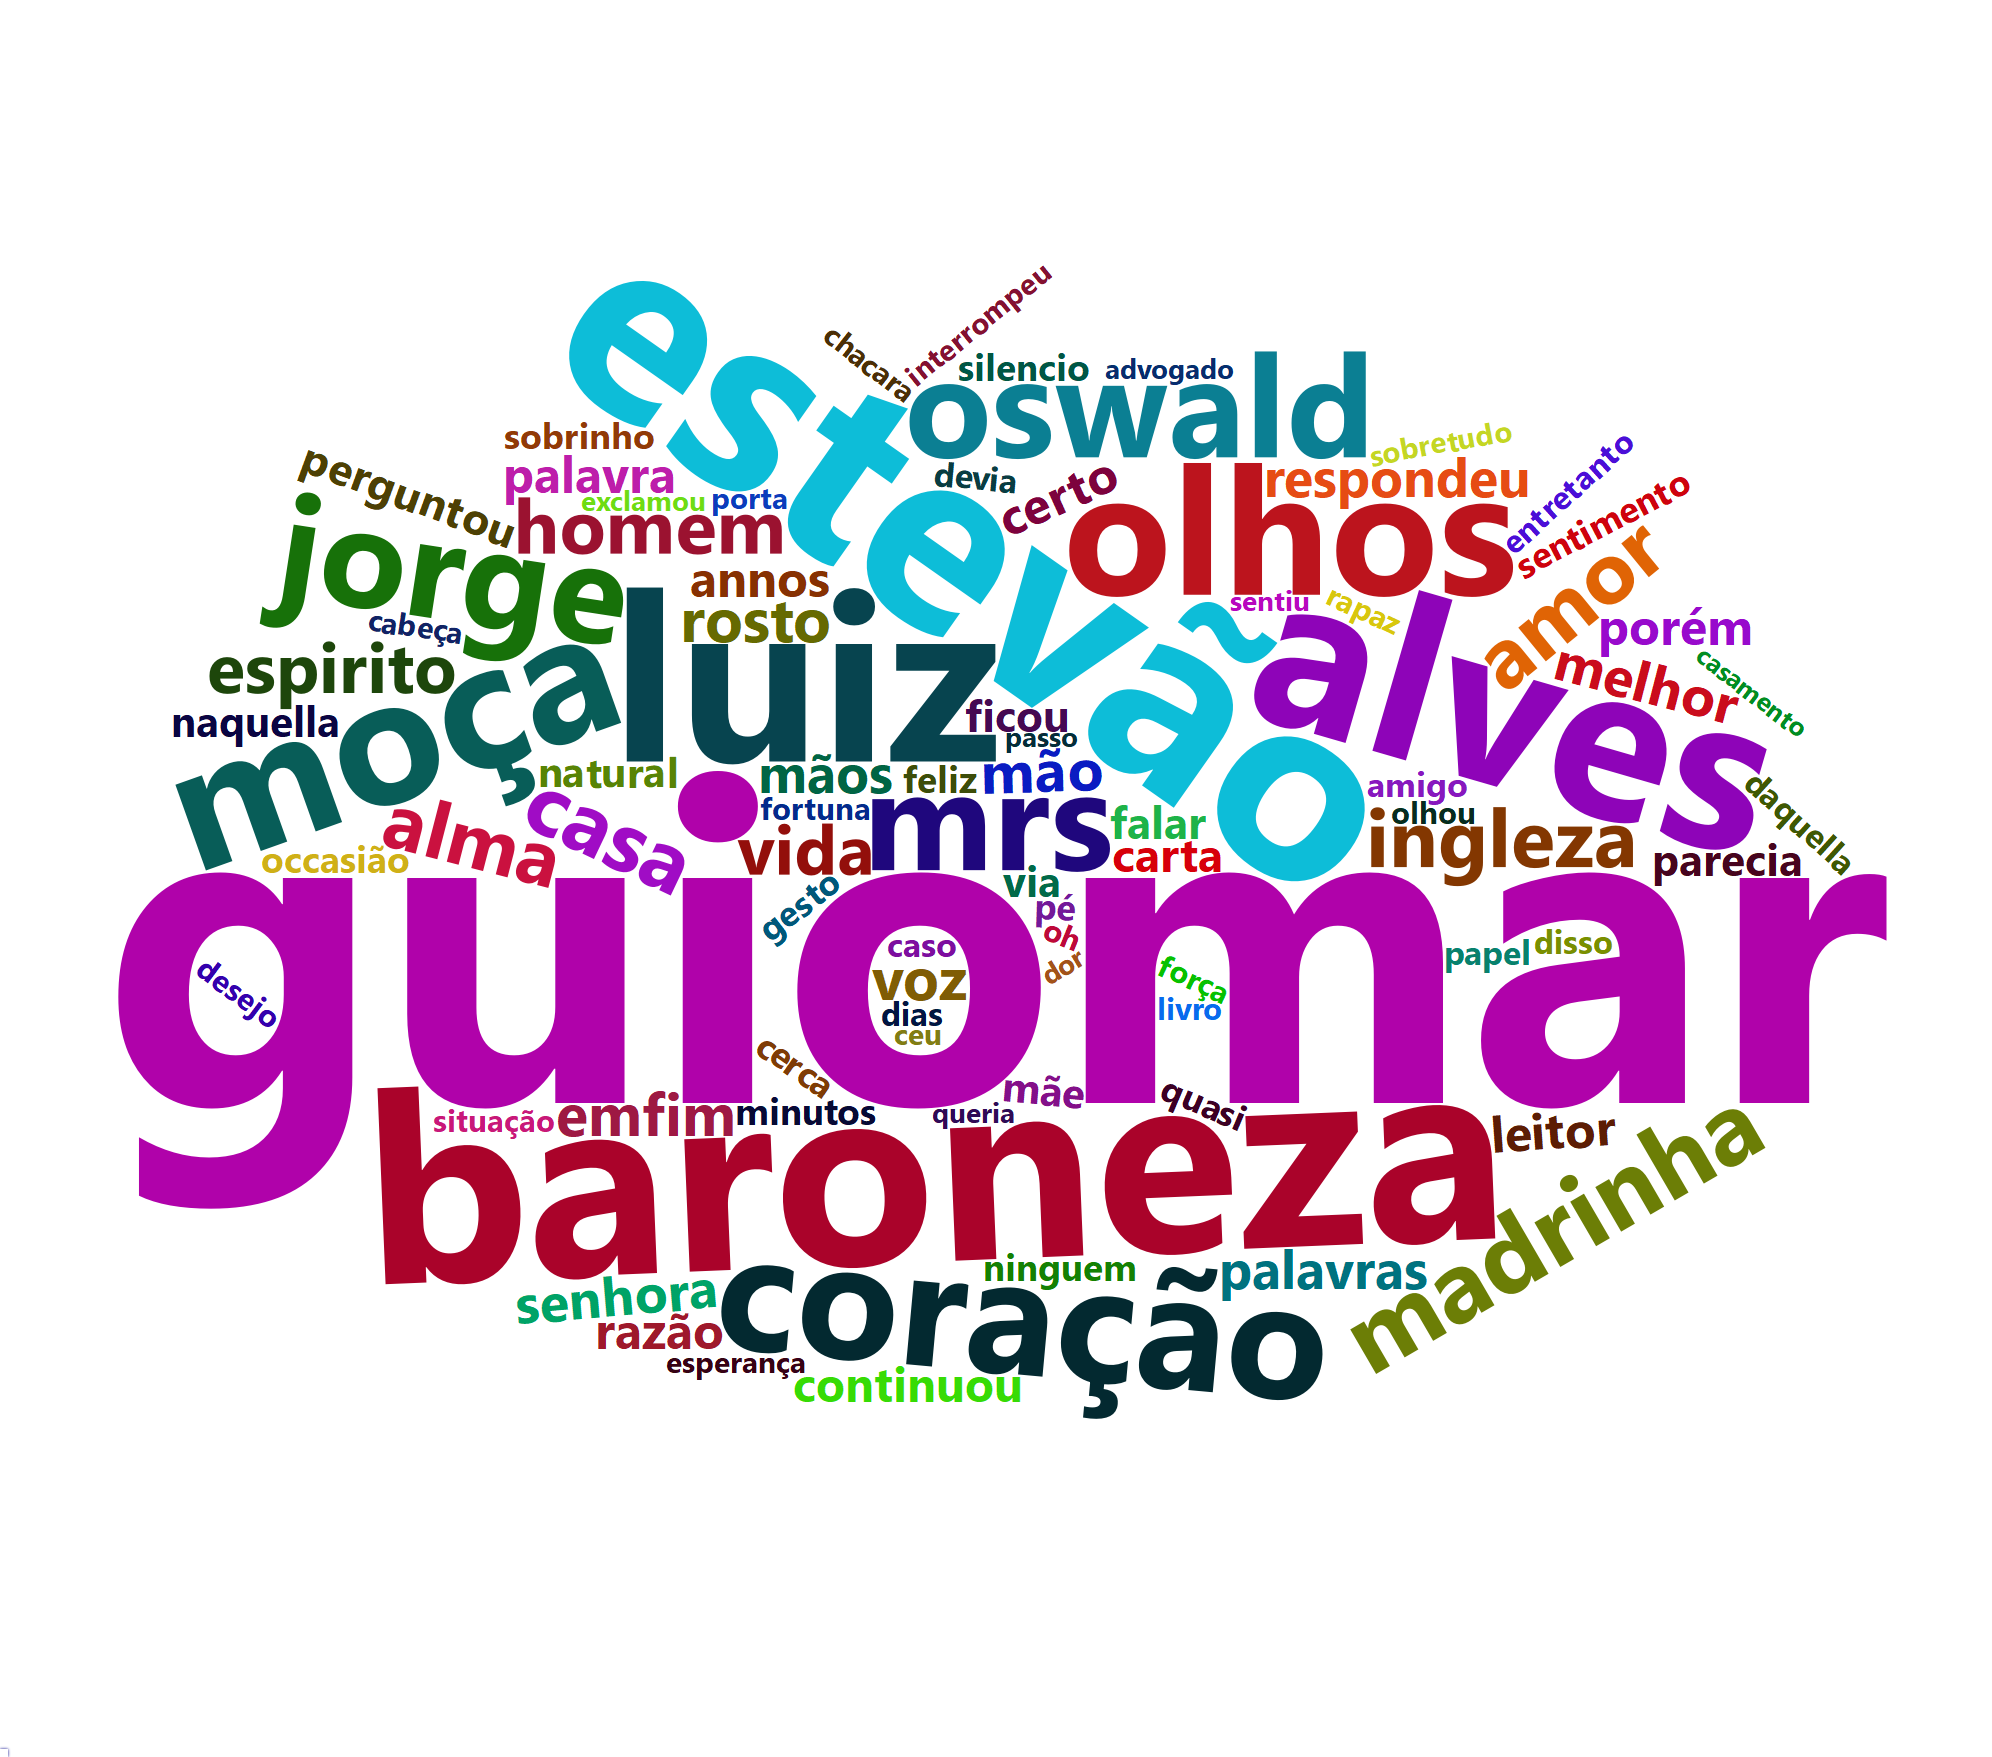 interrompeu
chacara
silencio
advogado
estevão
oswald
sobrinho
sobretudo
perguntou
palavra
devia
certo
respondeu
entretanto
exclamou
porta
olhos
sentimento
jorge
homem
annos
amor
cabeça
rosto
sentiu
rapaz
porém
espirito
moça
luiz
alves
melhor
casamento
naquella
ficou
passo
natural
mãos
feliz
mão
amigo
daquella
alma
casa
fortuna
mrs
falar
olhou
ingleza
occasião
vida
carta
parecia
guiomar
gesto
via
pé
oh
caso
papel
disso
desejo
voz
dor
força
dias
livro
ceu
cerca
mãe
quasi
situação
emfim
minutos
queria
baroneza
leitor
madrinha
senhora
coração
ninguem
palavras
razão
esperança
continuou